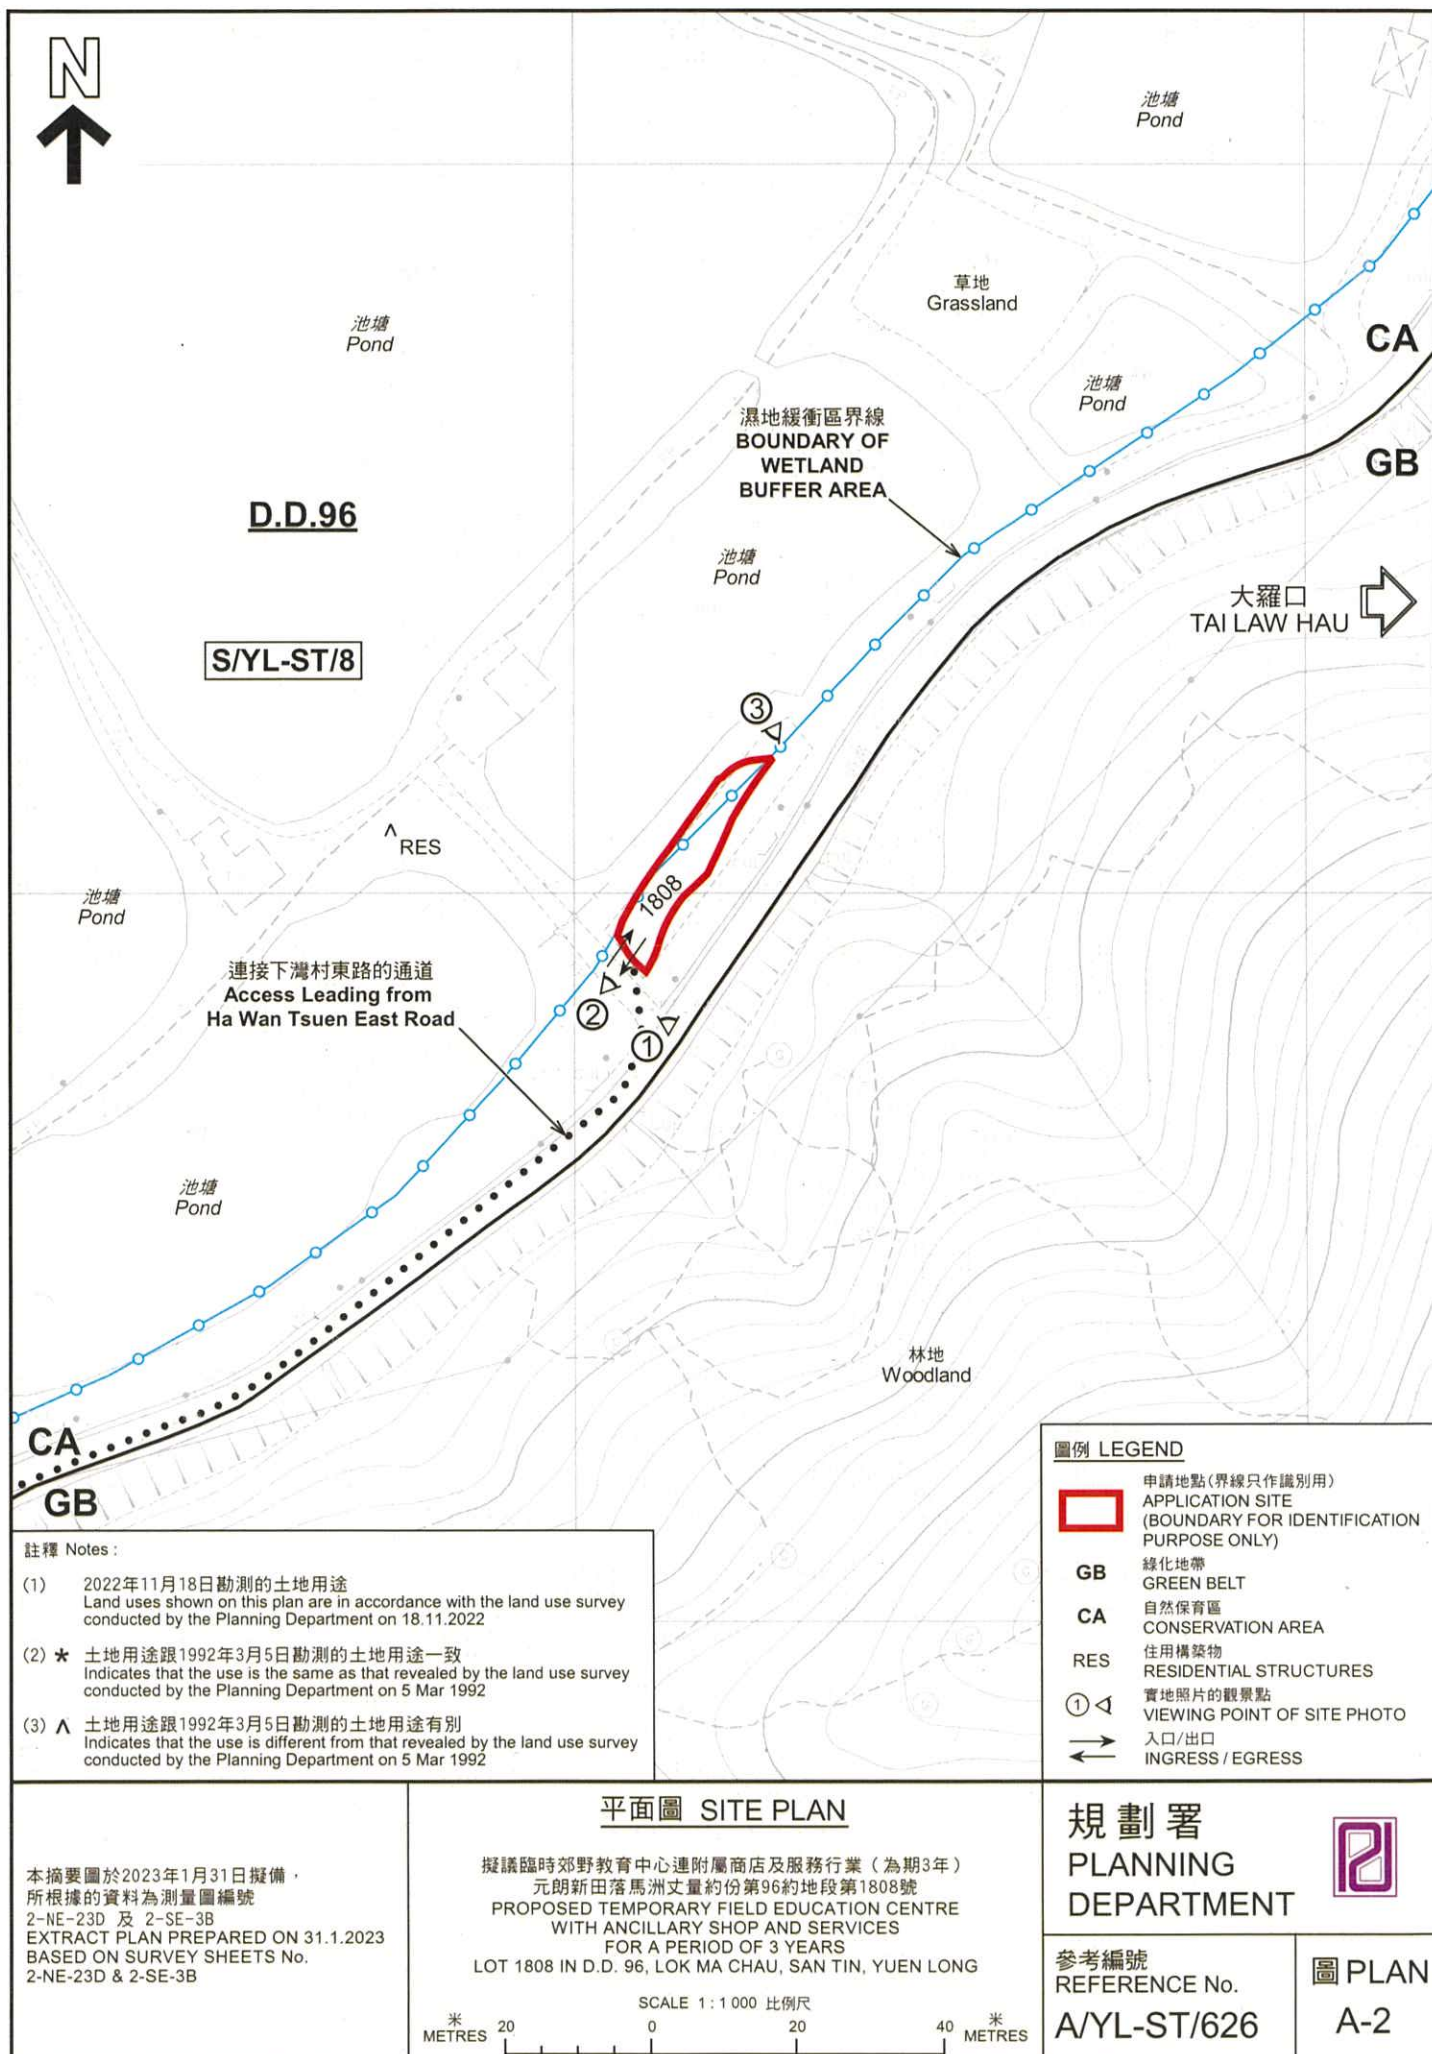 N
池塘
Pond
草地
Grassland
池塘
Pond
CA
池塘
Pond
濕地緩衝區界線
BOUNDARY OF
WETLAND
BUFFER AREA
GB
D.D.96
池塘
Pond
大羅口
TAI LAW HAU
S/YL-ST/8
3
^
RES
池塘
Pond
1808
連接下灣村東路的通道
Access Leading from
Ha Wan Tsuen East Road
2
1
池塘
Pond
林地
Woodland
CA
GB
圖例 LEGEND
申請地點(界線只作識別用)
APPLICATION SITE
(BOUNDARY FOR IDENTIFICATION
PURPOSE ONLY)
GB 綠化地帶
GREEN BELT
CA 自然保育區
CONSERVATION AREA
RES 住用構築物
RESIDENTIAL STRUCTURES
1 實地照片的觀景點
VIEWING POINT OF SITE PHOTO
入口/出口
INGRESS / EGRESS
註釋 Notes :
(1) 2022年11月18日勘測的土地用途
Land uses shown on this plan are in accordance with the land use survey
conducted by the Planning Department on 18.11.2022
(2) * 土地用途跟1992年3月5日勘測的土地用途一致
Indicates that the use is the same as that revealed by the land use survey
conducted by the Planning Department on 5 Mar 1992
(3) ^ 土地用途跟1992年3月5日勘測的土地用途有別
Indicates that the use is different from that revealed by the land use survey
conducted by the Planning Department on 5 Mar 1992
本摘要圖於2023年1月31日擬備，
所根據的資料為測量圖編號
2-NE-23D 及 2-SE-3B
EXTRACT PLAN PREPARED ON 31.1.2023
BASED ON SURVEY SHEETS No.
2-NE-23D & 2-SE-3B
平面圖 SITE PLAN
擬議臨時郊野教育中心連附屬商店及服務行業（為期3年）
元朗新田落馬洲丈量約份第96約地段第1808號
PROPOSED TEMPORARY FIELD EDUCATION CENTRE
WITH ANCILLARY SHOP AND SERVICES
FOR A PERIOD OF 3 YEARS
LOT 1808 IN D.D. 96, LOK MA CHAU, SAN TIN, YUEN LONG
SCALE 1 : 1 000 比例尺
米 METRES 20 0 20 40 米 METRES
規劃署
PLANNING
DEPARTMENT
參考編號
REFERENCE No.
A/YL-ST/626
圖 PLAN
A-2